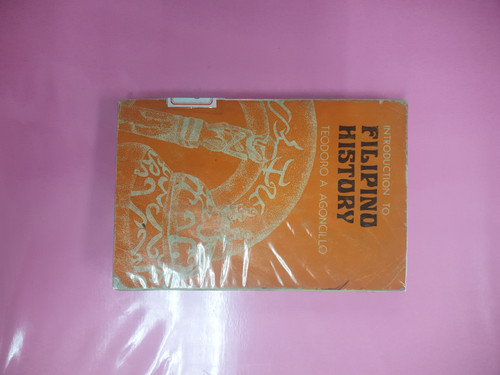 INTRODUCTION TO
FILIPINO
HISTORY
TEODORO A. AGONCILLO